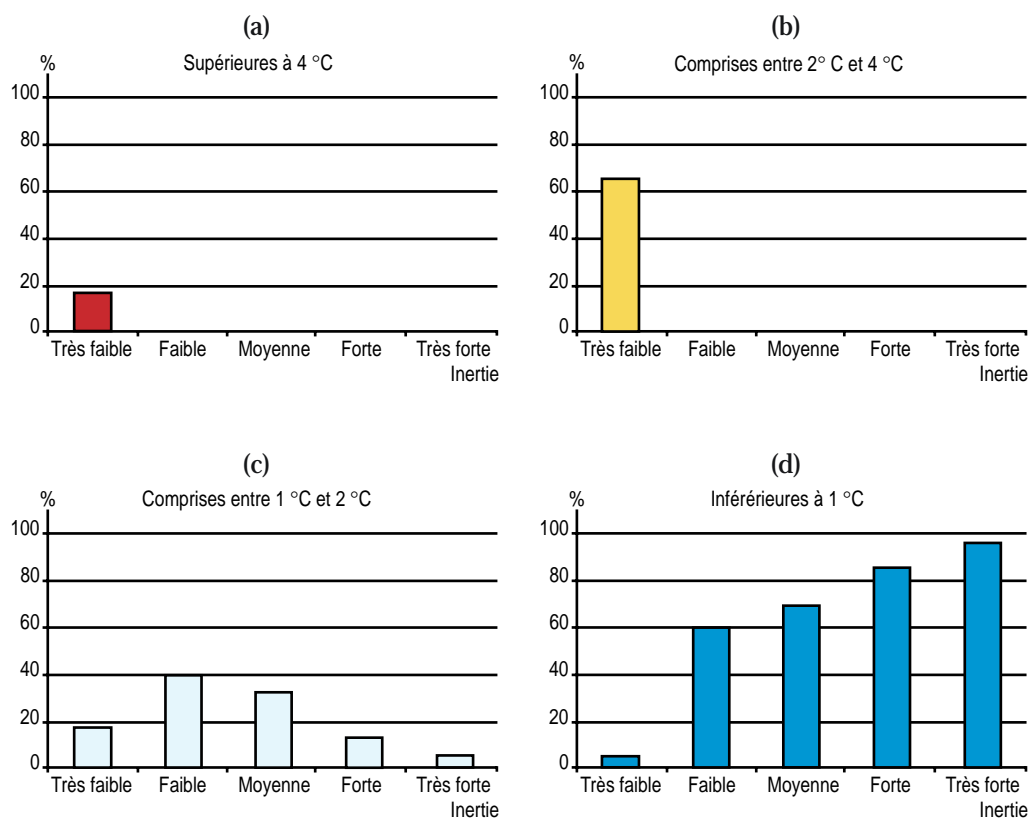 (a)
% Supérieures à 4 °C
100
80
60
40
20
0
Très faible Faible Moyenne Forte Très forte
Inertie
(b)
% Comprises entre 2° C et 4 °C
100
80
60
40
20
0
Très faible Faible Moyenne Forte Très forte
Inertie
(c)
% Comprises entre 1 °C et 2 °C
100
80
60
40
20
0
Très faible Faible Moyenne Forte Très forte
Inertie
(d)
% Inférérieures à 1 °C
100
80
60
40
20
0
Très faible Faible Moyenne Forte Très forte
Inertie